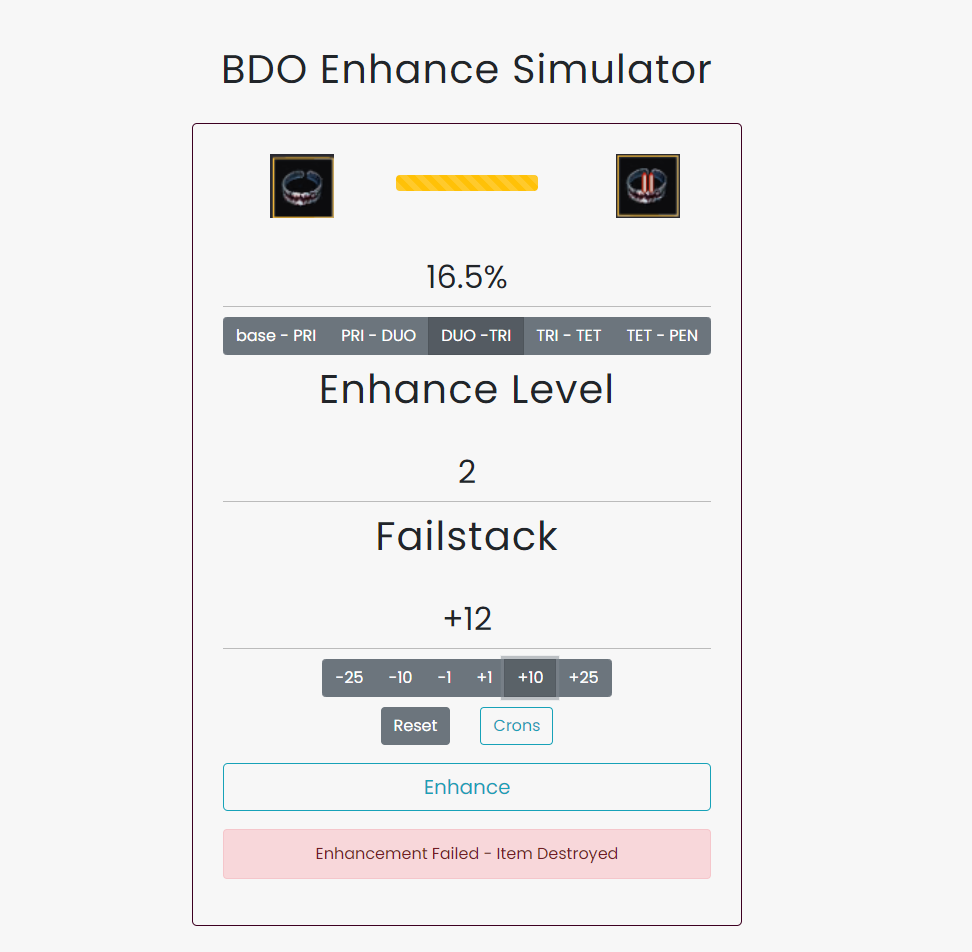 BDO Enhance Simulator
II
16.5%
base - PRI PRI - DUO DUO -TRI TRI - TET TET - PEN
Enhance Level
2
Failstack
+12
-25 -10 -1 +1 +10 +25
Reset Crons
Enhance
Enhancement Failed - Item Destroyed